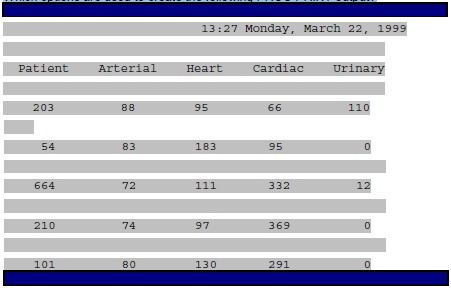 13:27 Monday, March 22, 1999
Patient Arterial Heart Cardiac Urinary
203 88 95 66 110
54 83 183 95 0
664 72 111 332 12
210 74 97 369 0
101 80 130 291 0